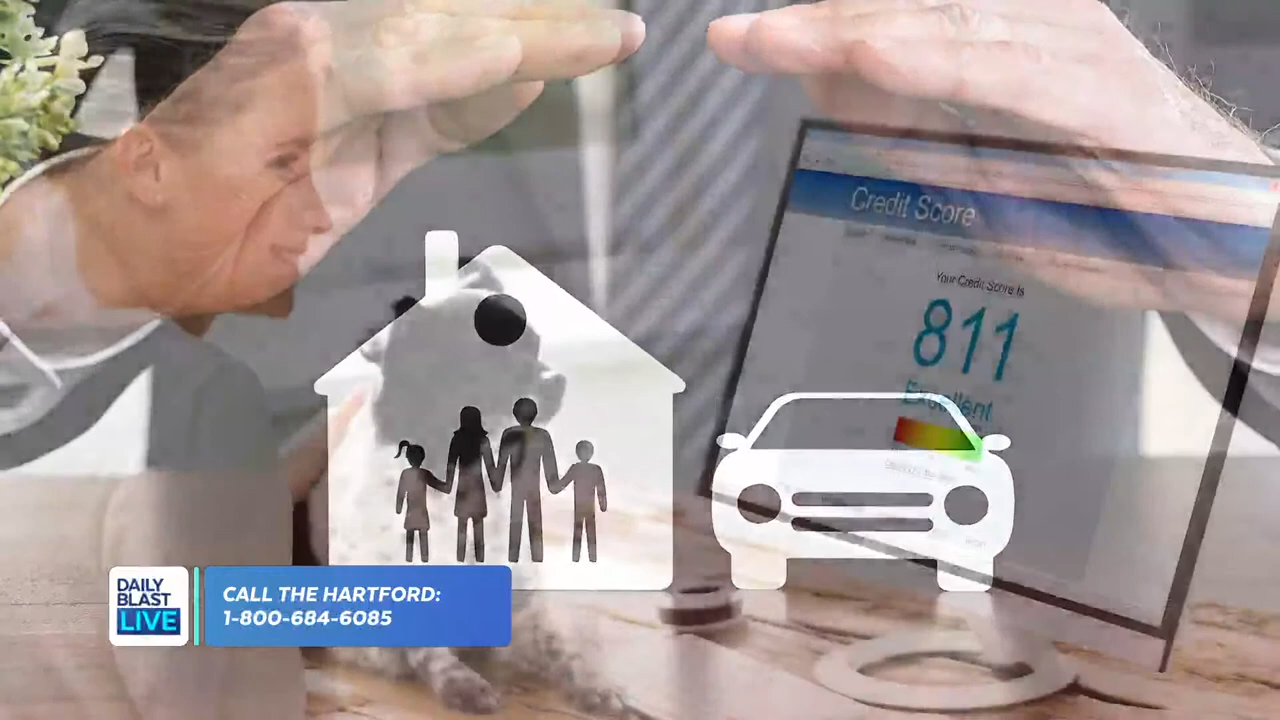 Credit Score
Your Credit Score Is
811
Excellent
DAILY
BLAST
LIVE
CALL THE HARTFORD:
1-800-684-6085